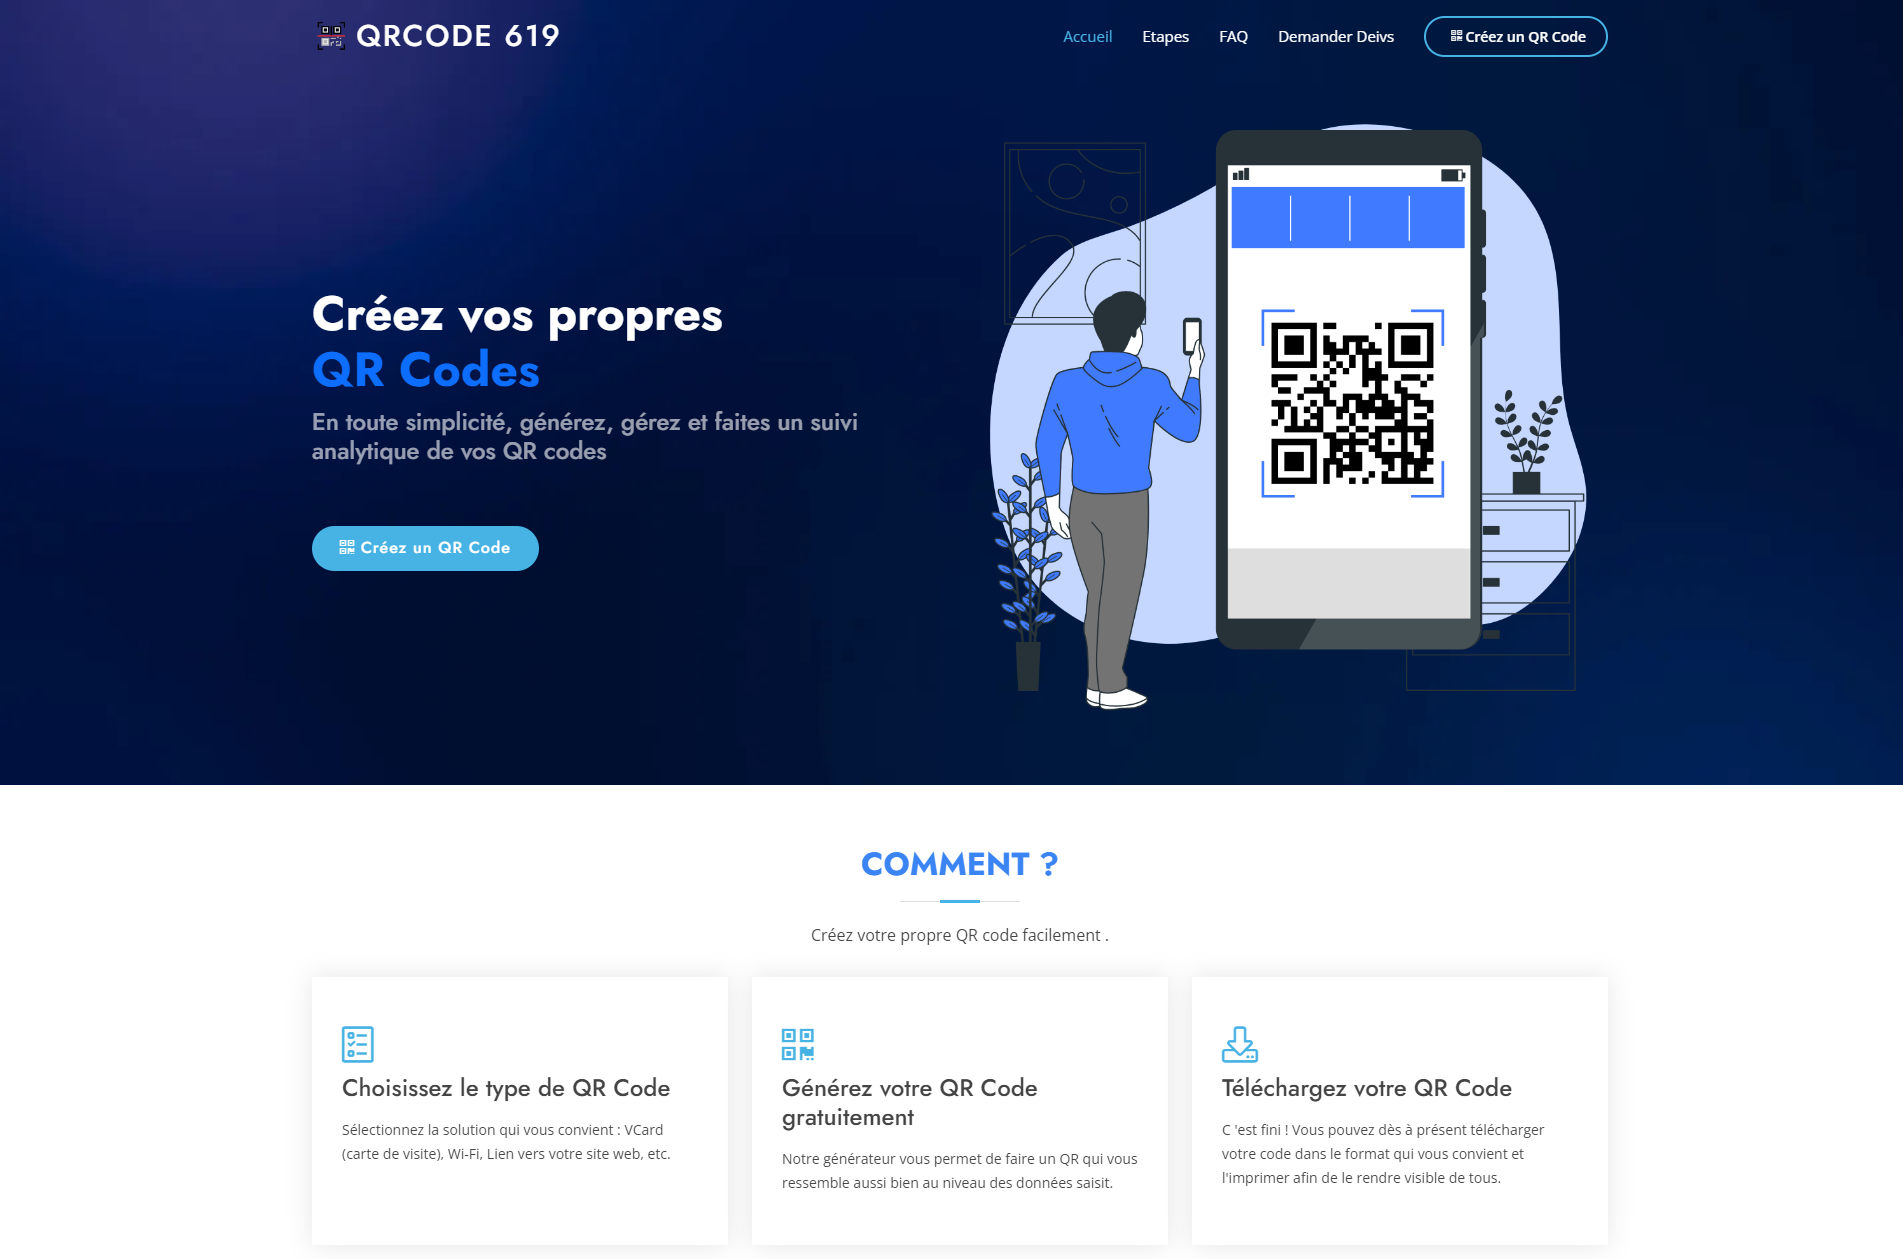 QRCODE 619
Accueil
Etapes
FAQ
Demander Deivs
Créez un QR Code
Créez vos propres
QR Codes
En toute simplicité, générez, gérez et faites un suivi
analytique de vos QR codes
Créez un QR Code
COMMENT ?
Créez votre propre QR code facilement .
Choisissez le type de QR Code
Sélectionnez la solution qui vous convient : VCard
(carte de visite), Wi-Fi, Lien vers votre site web, etc.
Générez votre QR Code
gratuitement
Notre générateur vous permet de faire un QR qui vous
ressemble aussi bien au niveau des données saisit.
Téléchargez votre QR Code
C 'est fini ! Vous pouvez dès à présent télécharger
votre code dans le format qui vous convient et
l'imprimer afin de le rendre visible de tous.